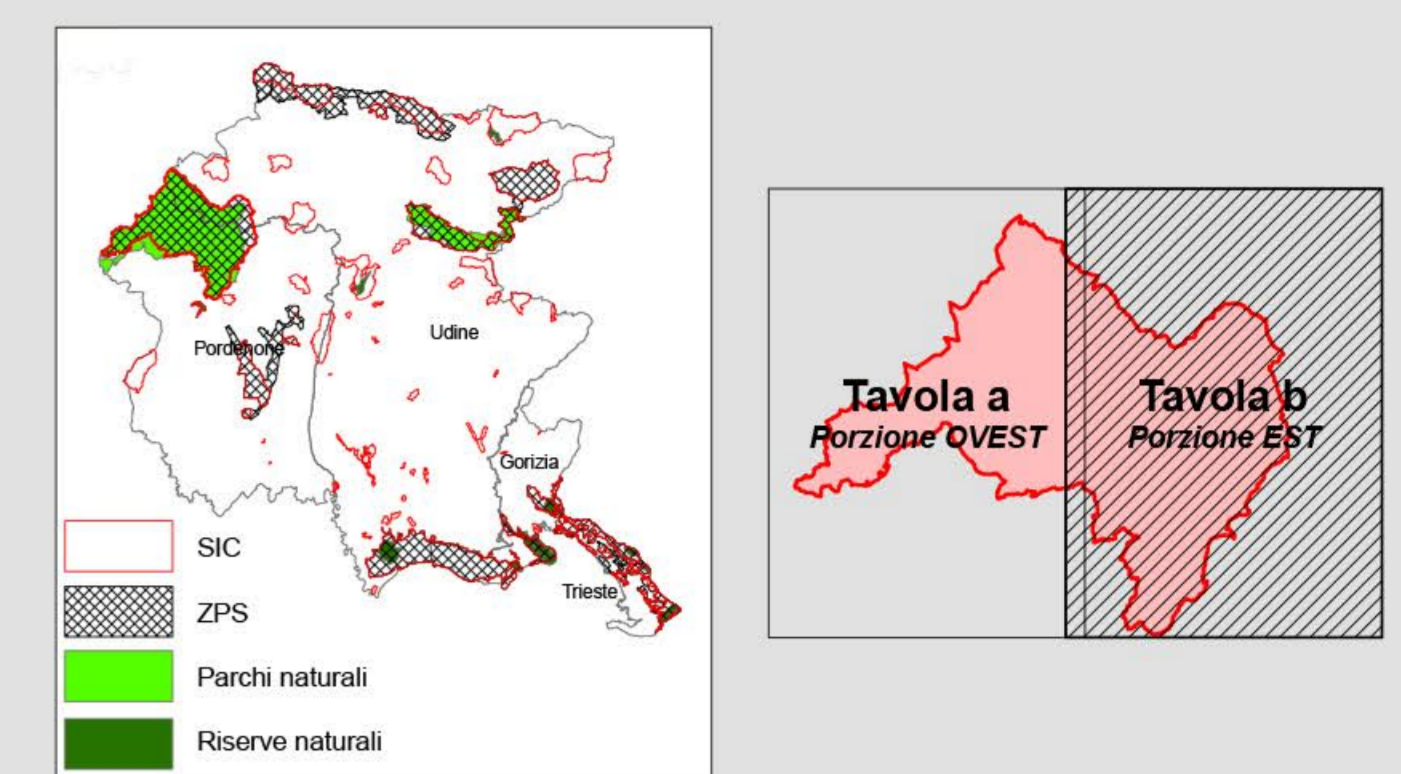 Pordenone
Udine
Gorizia
Trieste
SIC
ZPS
Parchi naturali
Riserve naturali
Tavola a
Porzione OVEST
Tavola b
Porzione EST